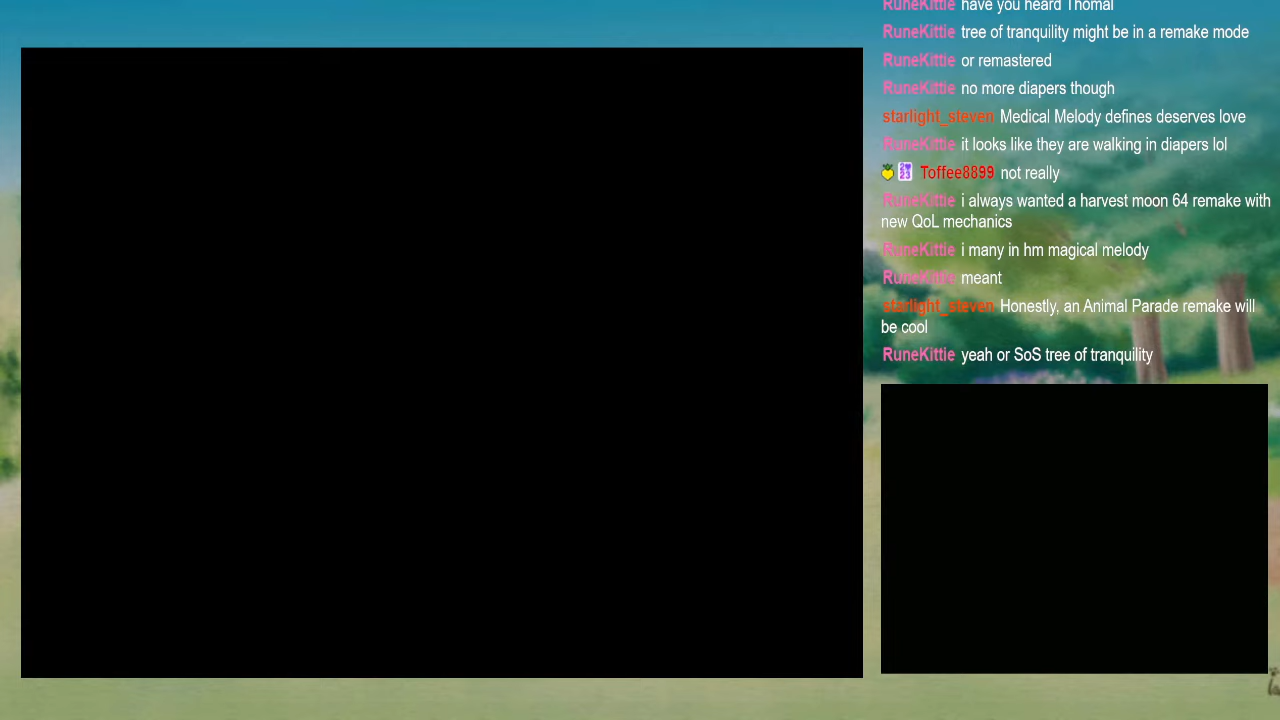 RuneKittie have you heard Thomal
RuneKittie tree of tranquility might be in a remake mode
RuneKittie or remastered
RuneKittie no more diapers though
starlight_steven Medical Melody defines deserves love
RuneKittie it looks like they are walking in diapers lol
Toffee8899 not really
RuneKittie i always wanted a harvest moon 64 remake with
new QoL mechanics
RuneKittie i many in hm magical melody
RuneKittie meant
starlight_steven Honestly, an Animal Parade remake will
be cool
RuneKittie yeah or SoS tree of tranquility